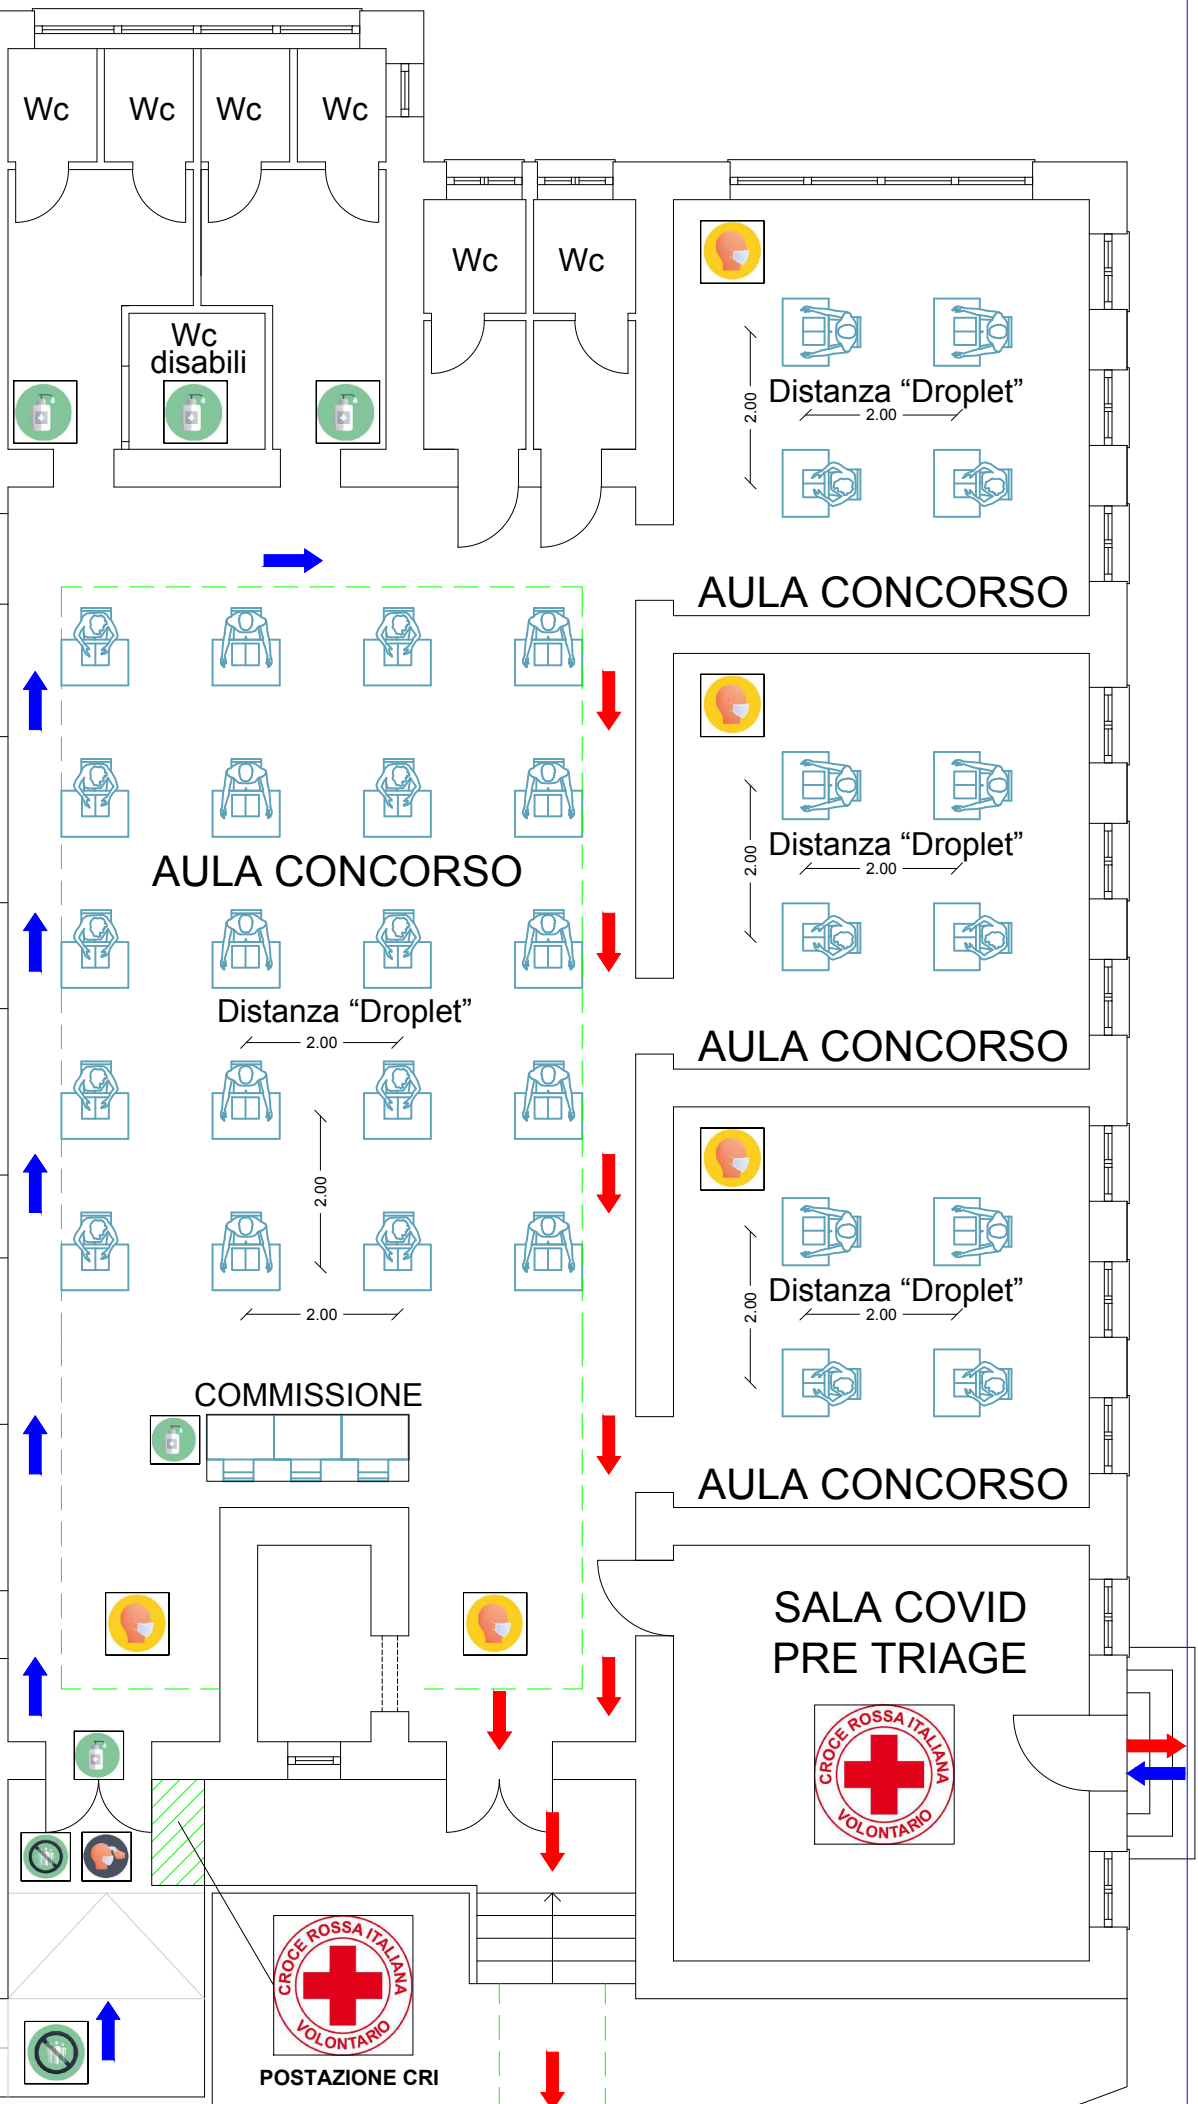 Wc
Wc
Wc
Wc
Wc
Wc
Wc
disabili
2.00
Distanza “Droplet”
2.00
AULA CONCORSO
AULA CONCORSO
Distanza “Droplet”
2.00
2.00
2.00
2.00
Distanza “Droplet”
2.00
AULA CONCORSO
2.00
Distanza “Droplet”
2.00
AULA CONCORSO
COMMISSIONE
SALA COVID
PRE TRIAGE
CROCE ROSSA ITALIANA
VOLONTARIO
CROCE ROSSA ITALIANA
VOLONTARIO
POSTAZIONE CRI